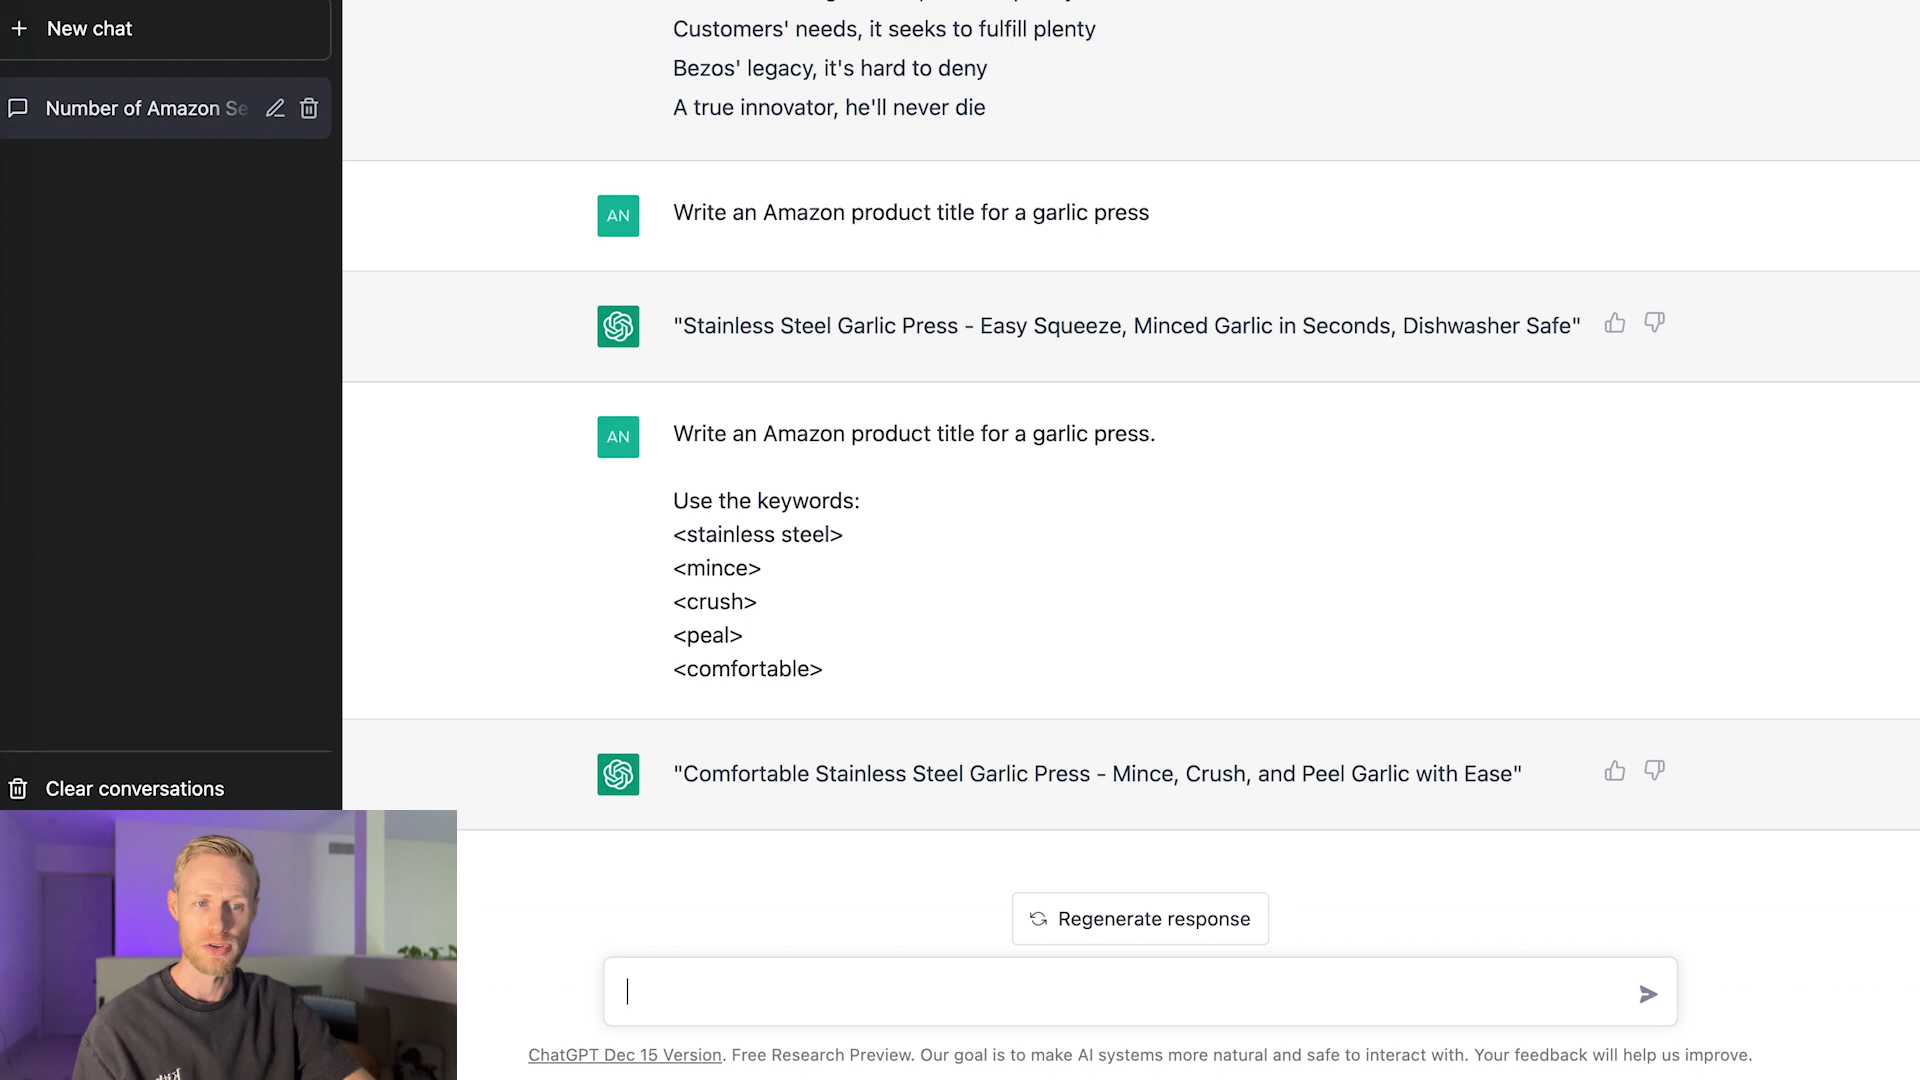 New chat
Number of Amazon Se
Clear conversations
Customers' needs, it seeks to fulfill plenty
Bezos' legacy, it's hard to deny
A true innovator, he'll never die
AN
Write an Amazon product title for a garlic press
"Stainless Steel Garlic Press - Easy Squeeze, Minced Garlic in Seconds, Dishwasher Safe"
AN
Write an Amazon product title for a garlic press.
Use the keywords:
<stainless steel>
<mince>
<crush>
<peal>
<comfortable>
"Comfortable Stainless Steel Garlic Press - Mince, Crush, and Peel Garlic with Ease"
Regenerate response
ChatGPT Dec 15 Version. Free Research Preview. Our goal is to make AI systems more natural and safe to interact with. Your feedback will help us improve.